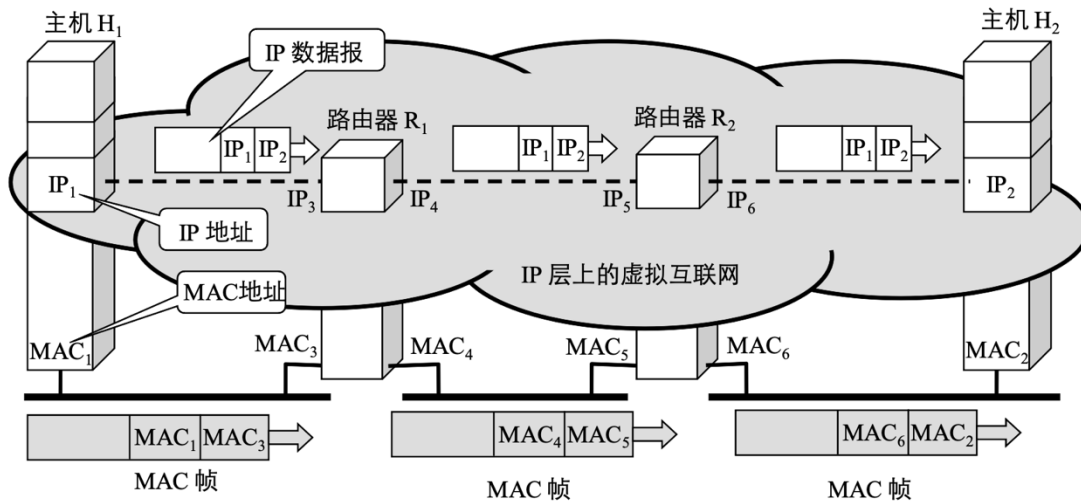 主机 H₁
主机 H₂
IP 数据报
路由器 R₁
路由器 R₂
IP₁ IP₂
IP₁ IP₂
IP₁ IP₂
IP₁
IP₃
IP₄
IP₅
IP₆
IP₂
IP 地址
IP 层上的虚拟互联网
MAC地址
MAC₁
MAC₃
MAC₄
MAC₅
MAC₆
MAC₂
MAC₁ MAC₃
MAC₄ MAC₅
MAC₆ MAC₂
MAC 帧
MAC 帧
MAC 帧